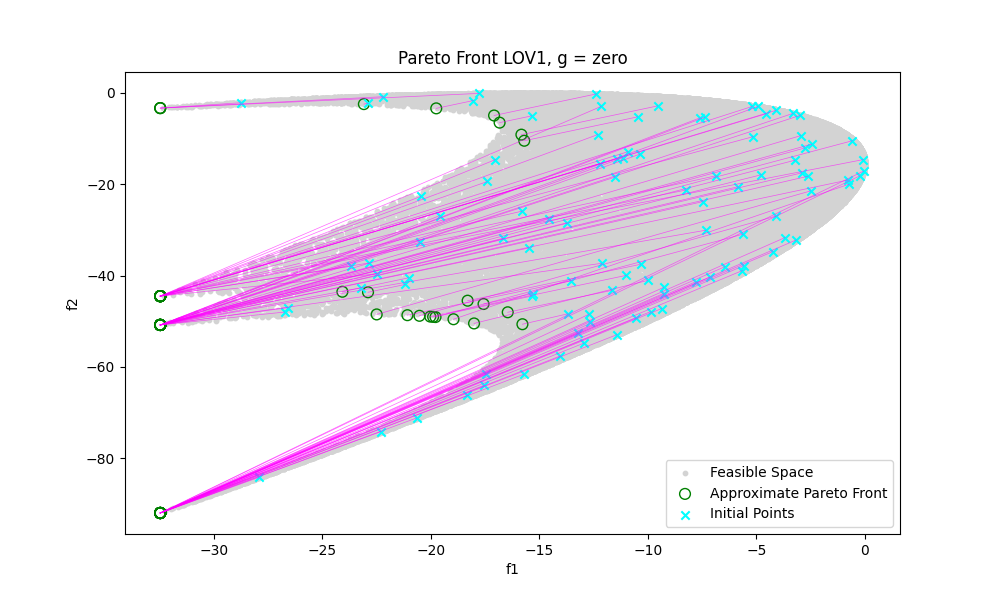 Pareto Front LOV1, g = zero
0
−20
−40
−60
−80
f2
−30
−25
−20
−15
−10
−5
0
f1
Feasible Space
Approximate Pareto Front
Initial Points